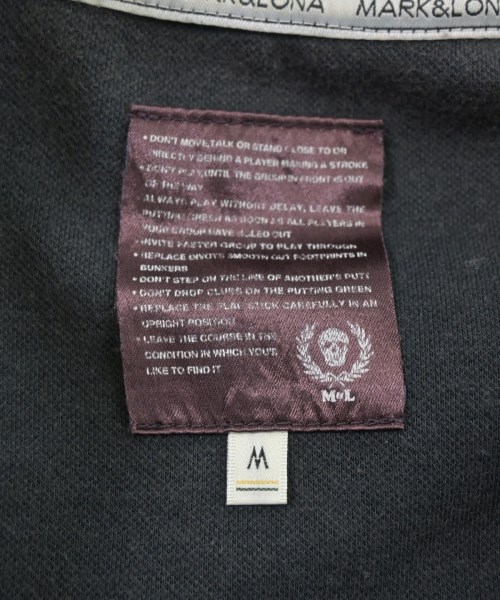 &LONA
MARK&LONA
• DON'T MOVE, TALK OR STAND CLOSE TO OR
DIRECTLY BEHIND A PLAYER MAKING A STROKE
• DON'T PLAY UNTIL THE GROUP IN FRONT IS OUT
OF THE WAY
• ALWAYS PLAY WITHOUT DELAY, LEAVE THE
PUTTING GREEN AS SOON AS ALL PLAYERS IN
YOUR GROUP HAVE HOLED OUT
• INVITE FASTER GROUP TO PLAY THROUGH
• REPLACE DIVOTS SMOOTH OUT FOOTPRINTS IN
BUNKERS
• DON'T STEP ON THE LINE OF ANOTHER'S PUTT
• DON'T DROP CLUBS ON THE PUTTING GREEN
• REPLACE THE FLAG STICK CAREFULLY IN AN
UPRIGHT POSITION
• LEAVE THE COURSE IN THE
CONDITION IN WHICH YOU'D
LIKE TO FIND IT
M&L
M